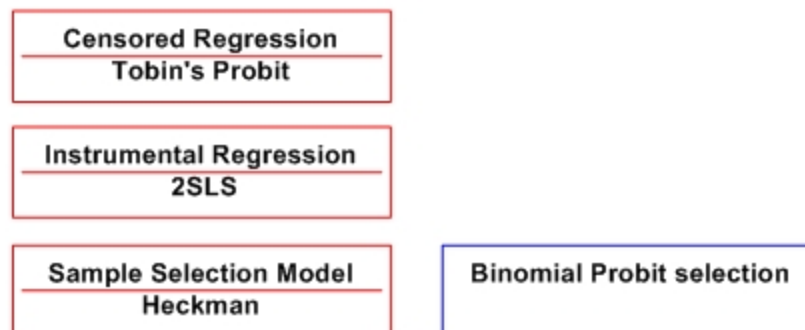 Censored Regression
Tobin's Probit
Instrumental Regression
2SLS
Sample Selection Model
Heckman
Binomial Probit selection